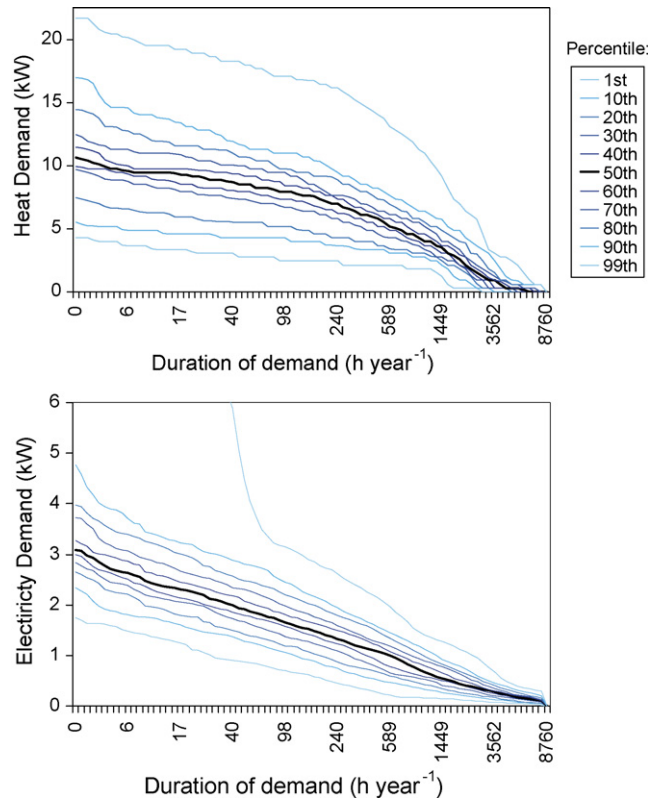 Heat Demand (kW)
20
15
10
5
0
0 6 17 40 98 240 589 1449 3562 8760
Duration of demand (h year-1)
Percentile:
1st
10th
20th
30th
40th
50th
60th
70th
80th
90th
99th
Electiricty Demand (kW)
6
5
4
3
2
1
0
0 6 17 40 98 240 589 1449 3562 8760
Duration of demand (h year-1)